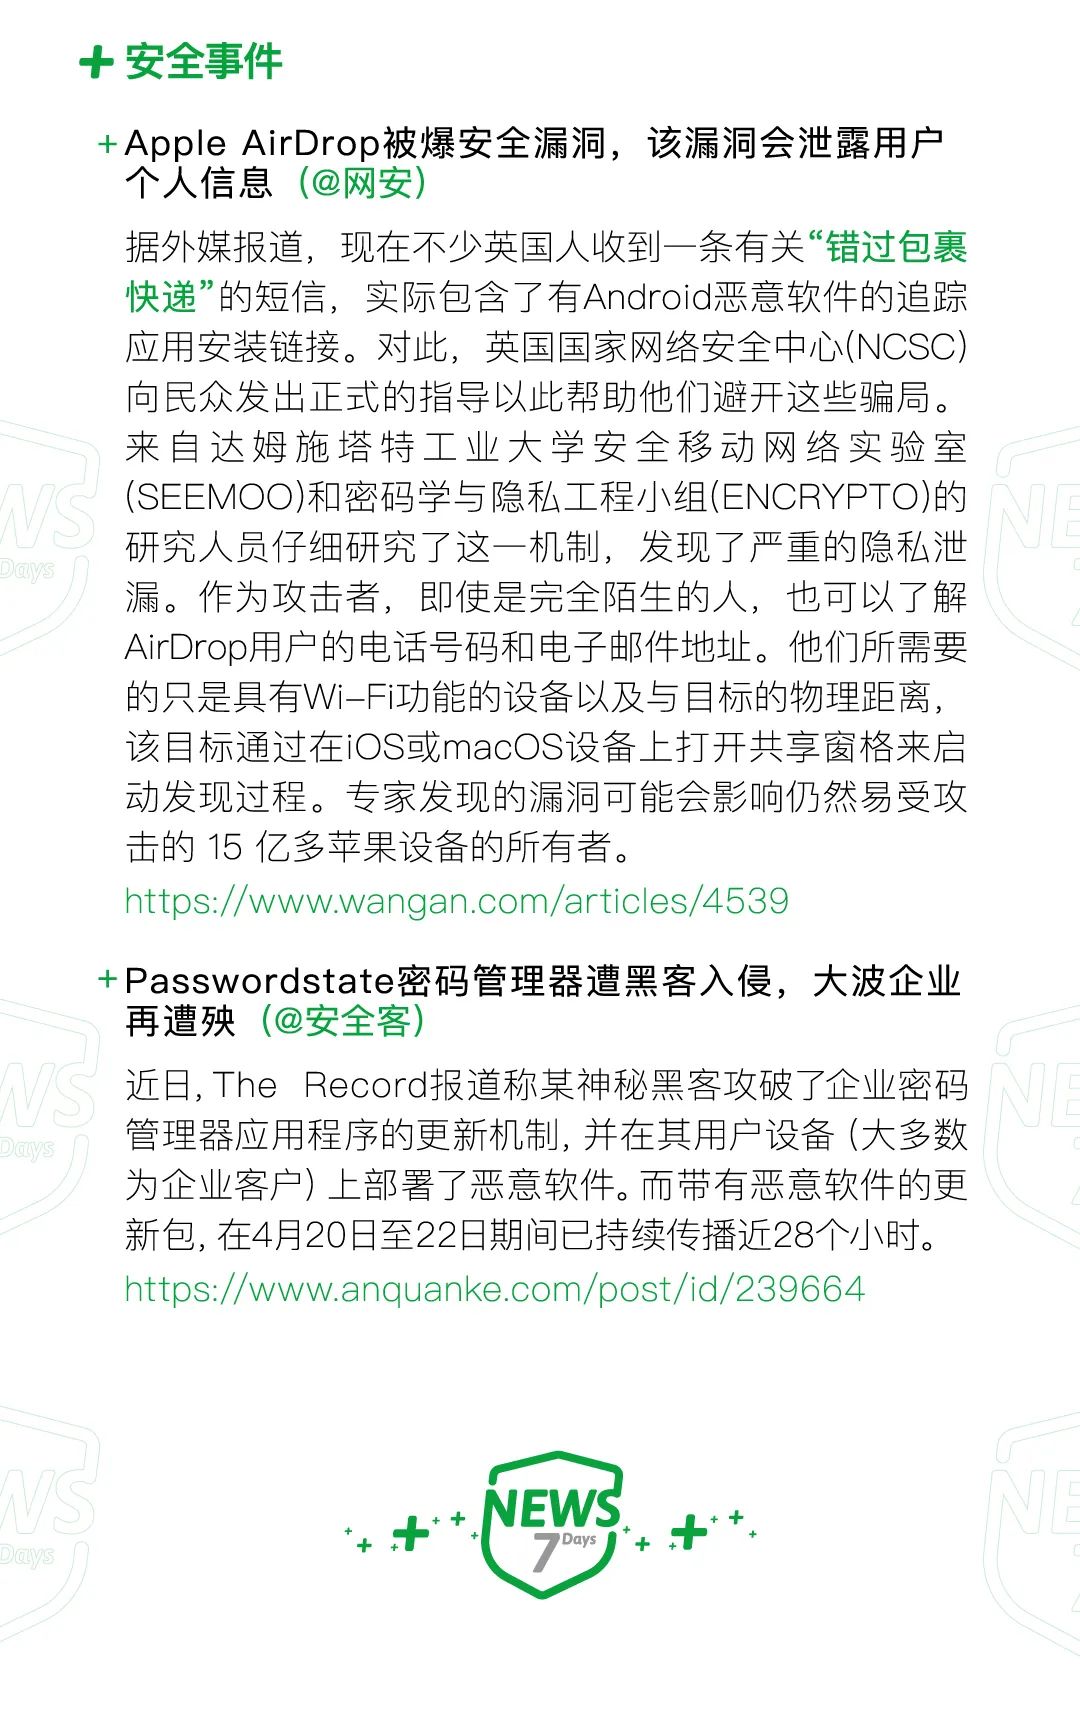 安全事件
+ Apple AirDrop被爆安全漏洞，该漏洞会泄露用户
个人信息（@网安）
据外媒报道，现在不少英国人收到一条有关“错过包裹
快递”的短信，实际包含了有Android恶意软件的追踪
应用安装链接。对此，英国国家网络安全中心(NCSC)
向民众发出正式的指导以此帮助他们避开这些骗局。
来自达姆施塔特工业大学安全移动网络实验室
(SEEMOO)和密码学与隐私工程小组(ENCRYPTO)的
研究人员仔细研究了这一机制，发现了严重的隐私泄
漏。作为攻击者，即使是完全陌生的人，也可以了解
AirDrop用户的电话号码和电子邮件地址。他们所需要
的只是具有Wi-Fi功能的设备以及与目标的物理距离，
该目标通过在iOS或macOS设备上打开共享窗格来启
动发现过程。专家发现的漏洞可能会影响仍然易受攻
击的 15 亿多苹果设备的所有者。
https://www.wangan.com/articles/4539
+ Passwordstate密码管理器遭黑客入侵，大波企业
再遭殃（@安全客）
近日，The Record报道称某神秘黑客攻破了企业密码
管理器应用程序的更新机制，并在其用户设备（大多数
为企业客户）上部署了恶意软件。而带有恶意软件的更
新包，在4月20日至22日期间已持续传播近28个小时。
https://www.anquanke.com/post/id/239664
NEWS
7 Days